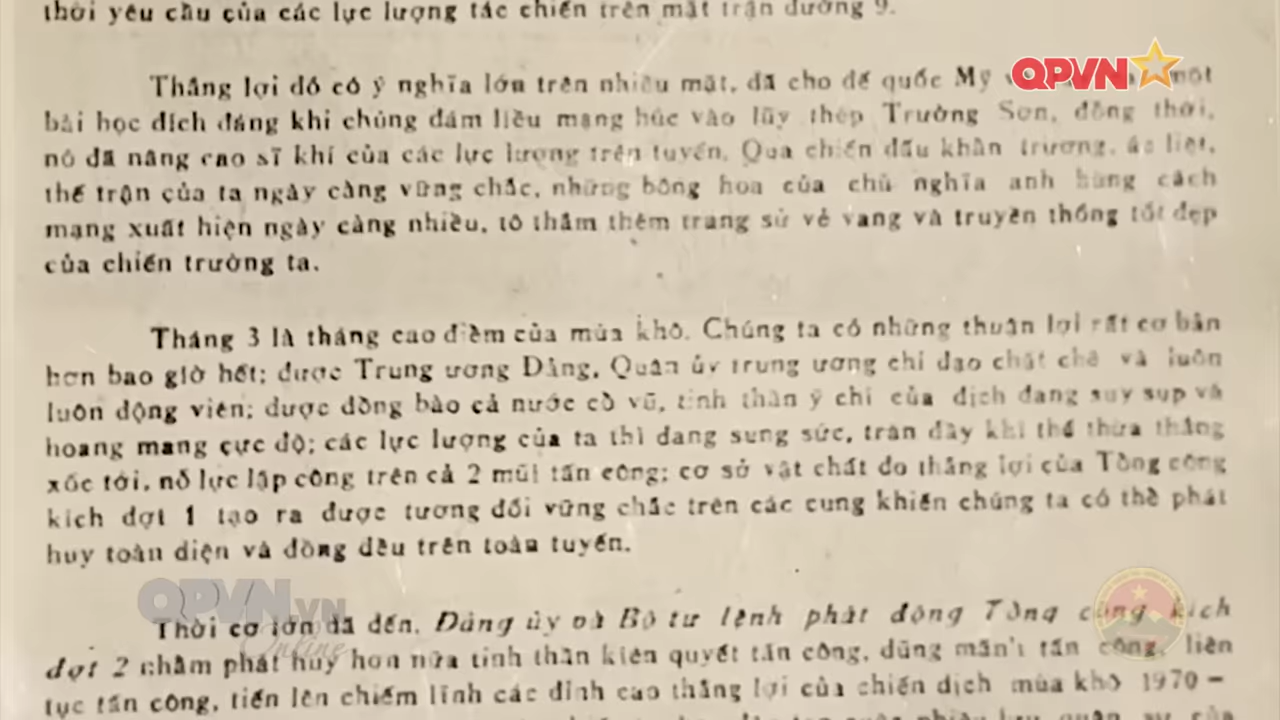 thời yêu cầu của các lực lượng tác chiến trên mặt trận đường 9.
QPVN
Thắng lợi đó có ý nghĩa lớn trên nhiều mặt, đã cho đế quốc Mỹ một
bài học đích đáng khi chúng dám liều mạng húc vào lũy thép Trường Sơn, đồng thời,
nó đã nâng cao sĩ khí của các lực lượng trên tuyến. Qua chiến đấu khẩn trương, ác liệt,
thế trận của ta ngày càng vững chắc, những bông hoa của chủ nghĩa anh hùng cách
mạng xuất hiện ngày càng nhiều, tô thắm thêm trang sử vẻ vang và truyền thống tốt đẹp
của chiến trường ta.
Tháng 3 là tháng cao điểm của mùa khô. Chúng ta có những thuận lợi rất cơ bản
hơn bao giờ hết: được Trung ương Đảng, Quân ủy trung ương chỉ đạo chặt chẽ và luôn
luôn động viên; được đồng bào cả nước cổ vũ, tinh thần ý chí của địch đang suy sụp và
hoang mang cực độ; các lực lượng của ta thì đang sung sức, tràn đầy khí thế thừa thắng
xốc tới, nỗ lực lập công trên cả 2 mũi tấn công; cơ sở vật chất do thắng lợi của Tổng công
kích đợt 1 tạo ra được tương đối vững chắc trên các cung khiến chúng ta có thể phát
huy toàn diện và đồng đều trên toàn tuyến.
QPVN.VN
Online
Thời cơ lớn đã đến. Đảng ủy và Bộ tư lệnh phát động Tổng công kích
đợt 2 nhằm phát huy hơn nữa tinh thần kiên quyết tấn công, dũng mãnh tấn công, liên
tục tấn công, tiến lên chiếm lĩnh các đỉnh cao thắng lợi của chiến dịch mùa khô 1970 –